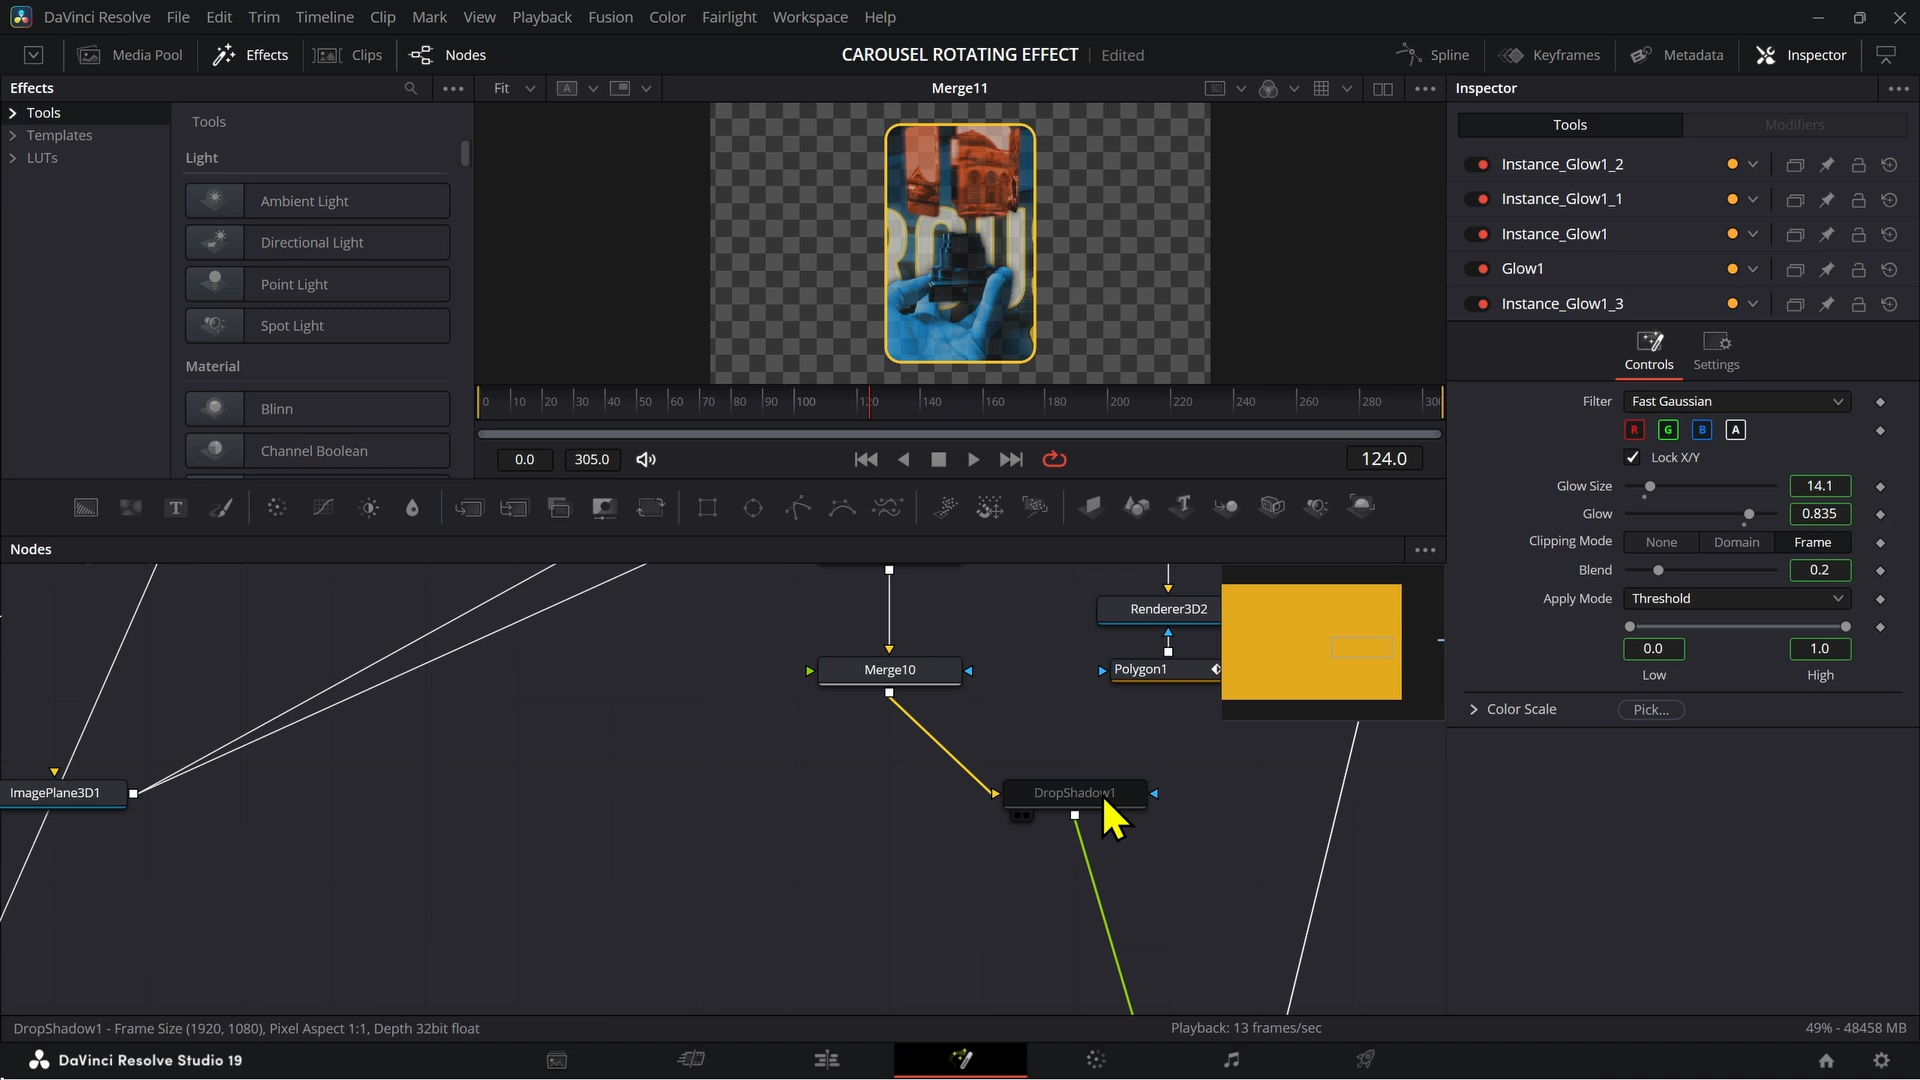 DaVinci Resolve File Edit Trim Timeline Clip Mark View Playback Fusion Color Fairlight Workspace Help
Media Pool Effects Clips Nodes CAROUSEL ROTATING EFFECT Edited Spline Keyframes Metadata Inspector
Effects Fit A Merge11 Inspector
Tools
Templates
LUTs
Tools
Light
Ambient Light
Directional Light
Point Light
Spot Light
Material
Blinn
Channel Boolean
0 10 20 30 40 50 60 70 80 90 100 140 160 180 200 220 240 260 280
0.0 305.0 124.0
T
Nodes
Merge10
Renderer3D2
Polygon1
ImagePlane3D1
DropShadow1
Tools Modifiers
Instance_Glow1_2
Instance_Glow1_1
Instance_Glow1
Glow1
Instance_Glow1_3
Controls Settings
Filter Fast Gaussian
R G B A
Lock X/Y
Glow Size 14.1
Glow 0.835
Clipping Mode None Domain Frame
Blend 0.2
Apply Mode Threshold
0.0 1.0
Low High
Color Scale Pick...
DropShadow1 - Frame Size (1920, 1080), Pixel Aspect 1:1, Depth 32bit float Playback: 13 frames/sec 49% - 48458 MB
DaVinci Resolve Studio 19